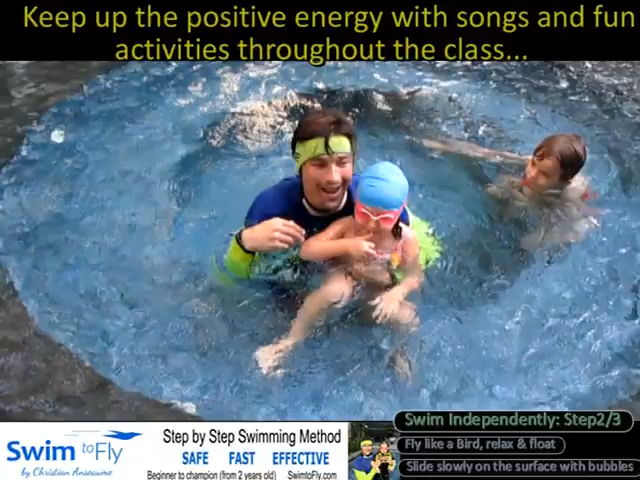 Keep up the positive energy with songs and fun
activities throughout the class...
Swim Independently: Step2/3
Fly like a Bird, relax & float
Slide slowly on the surface with bubbles
Swim to Fly
by Christian Anseaume
Step by Step Swimming Method
SAFE FAST EFFECTIVE
Beginner to champion (from 2 years old) SwimtoFly.com